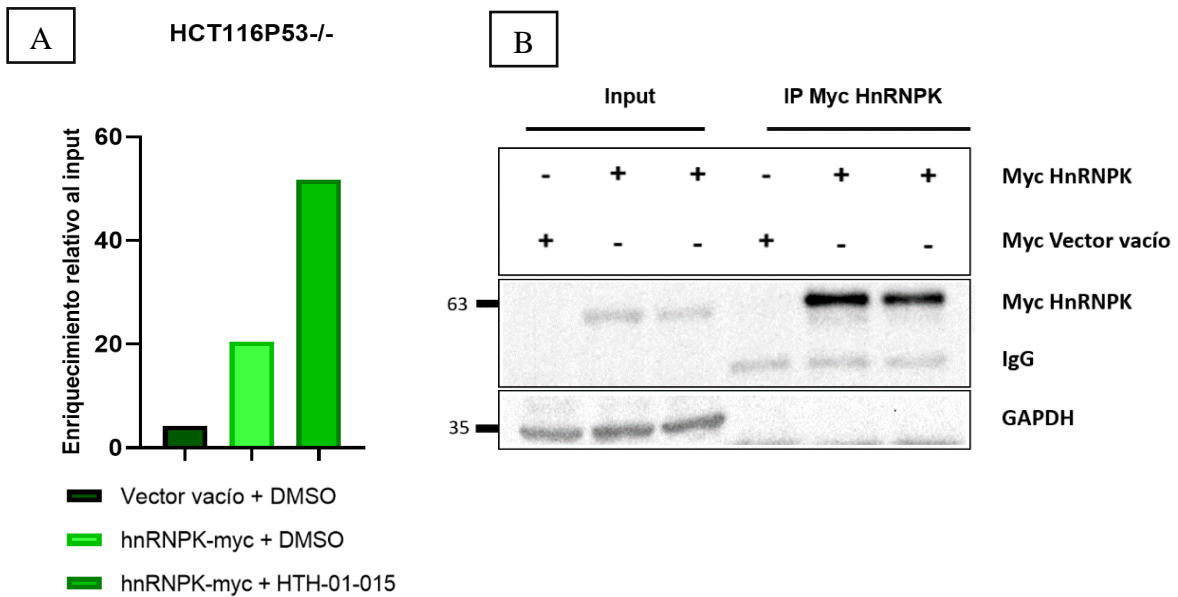 A
HCT116P53-/-
Enriquecimiento relativo al input
60
40
20
0
Vector vacío + DMSO
hnRNPK-myc + DMSO
hnRNPK-myc + HTH-01-015
B
Input IP Myc HnRNPK
- + + - + + Myc HnRNPK
+ - - + - - Myc Vector vacío
63 Myc HnRNPK
IgG
35 GAPDH